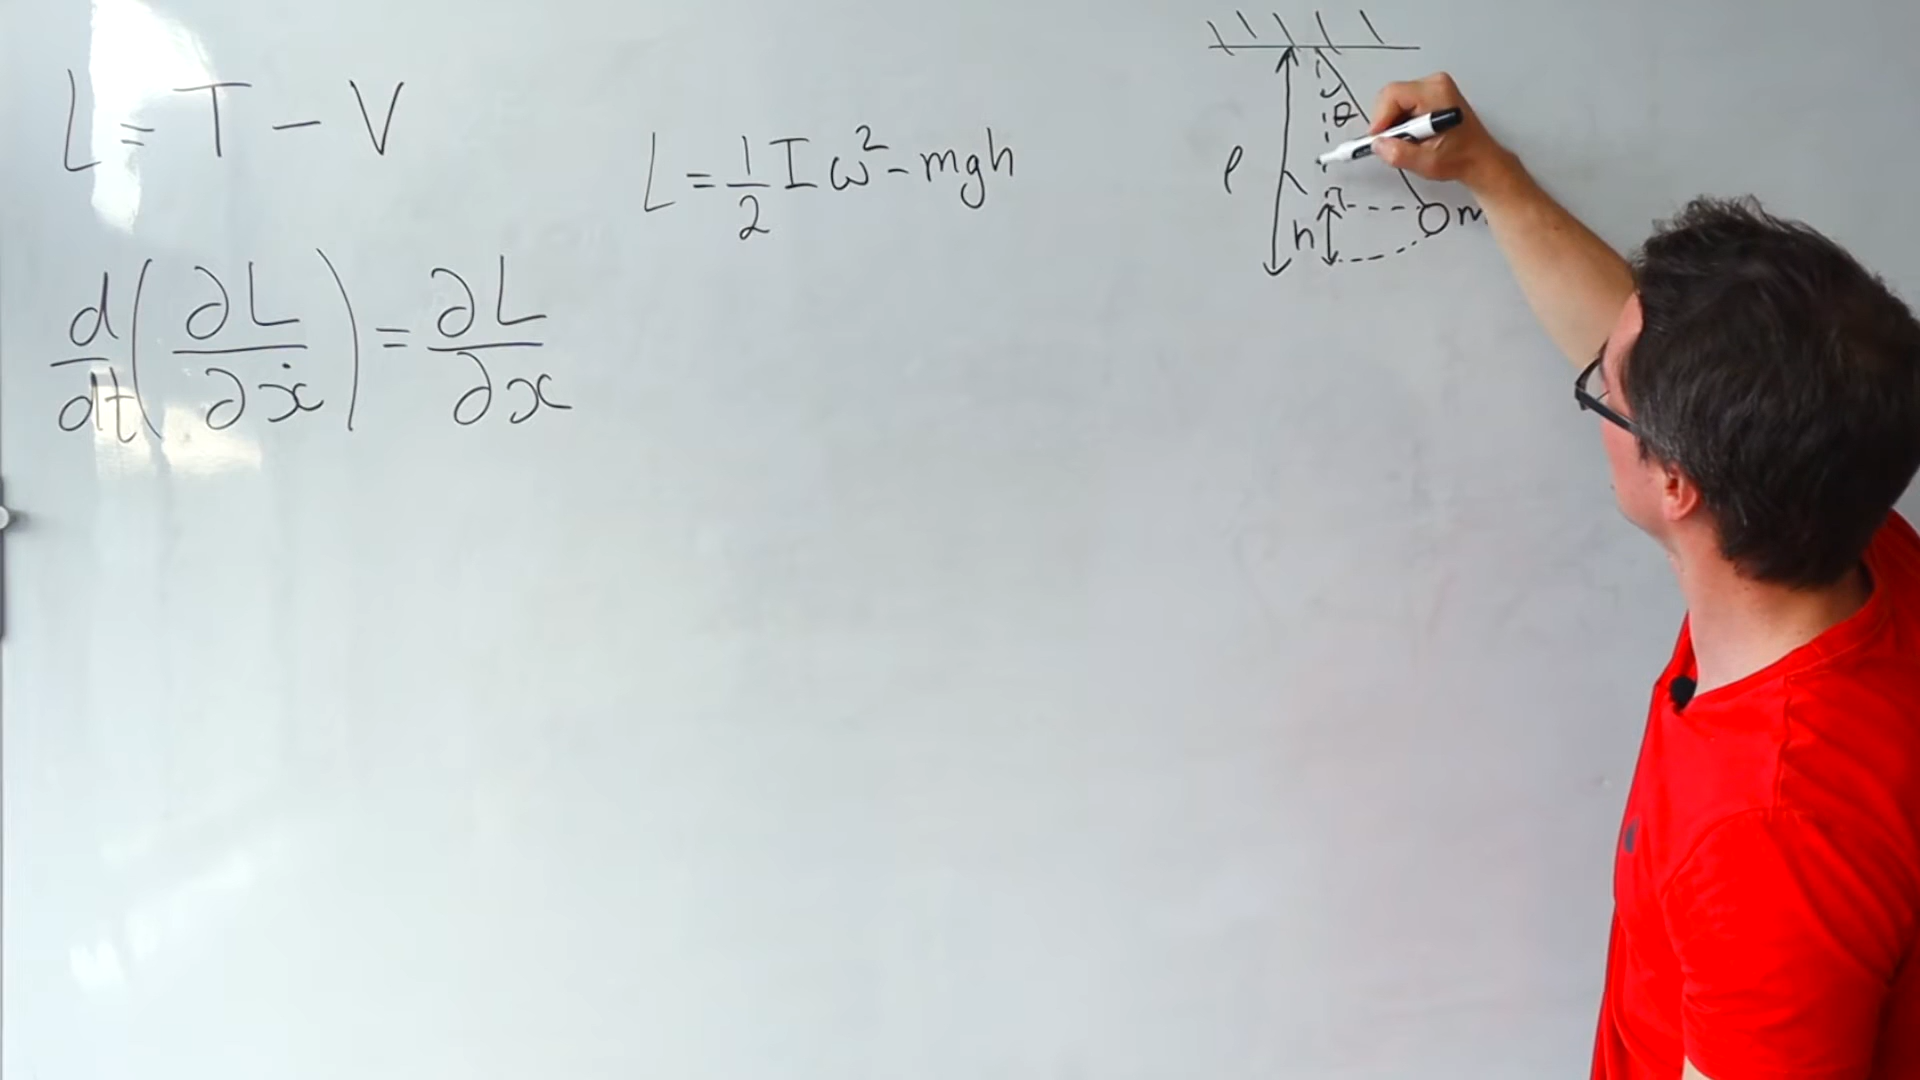 L = T - V
L = 1/2 I ω² - mgh
d/dt (∂L/∂ẋ) = ∂L/∂x
θ
l
h
m